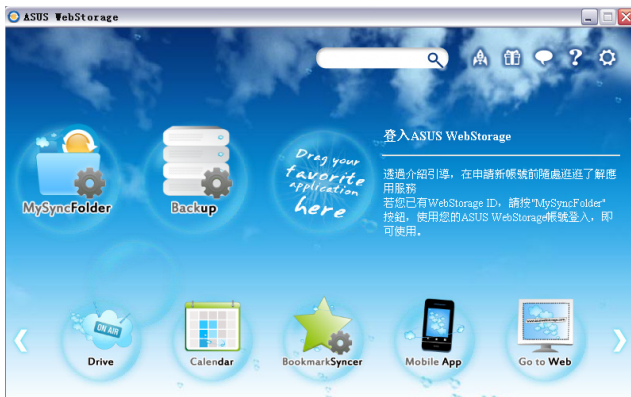 ASUS WebStorage
登入ASUS WebStorage
透過介紹引導，在申請新帳號前隨處逛逛了解應
用服務
若您已有WebStorage ID，請按"MySyncFolder"
按鈕，使用您的ASUS WebStorage帳號登入，即
可使用。
MySyncFolder
Backup
Drag your
favorite
application
here
ON AIR
Drive
Calendar
BookmarkSyncer
Mobile App
Go to Web